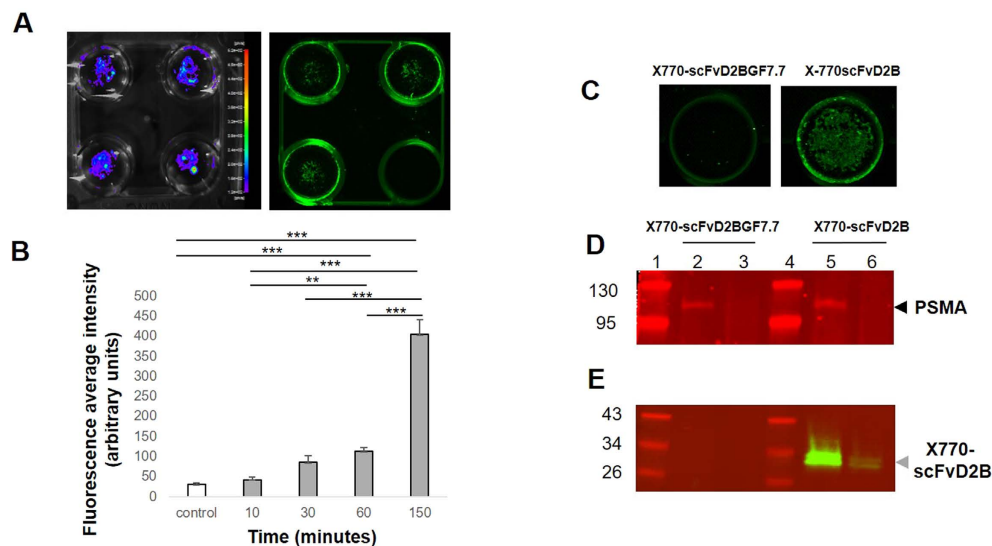 A
B
***
***
***
**
***
***
Fluorescence average intensity
(arbitrary units)
500
450
400
350
300
250
200
150
100
50
0
control 10 30 60 150
Time (minutes)
C
X770-scFvD2BGF7.7 X-770scFvD2B
D
X770-scFvD2BGF7.7 X770-scFvD2B
1 2 3 4 5 6
130
95
PSMA
E
43
34
26
X770-
scFvD2B